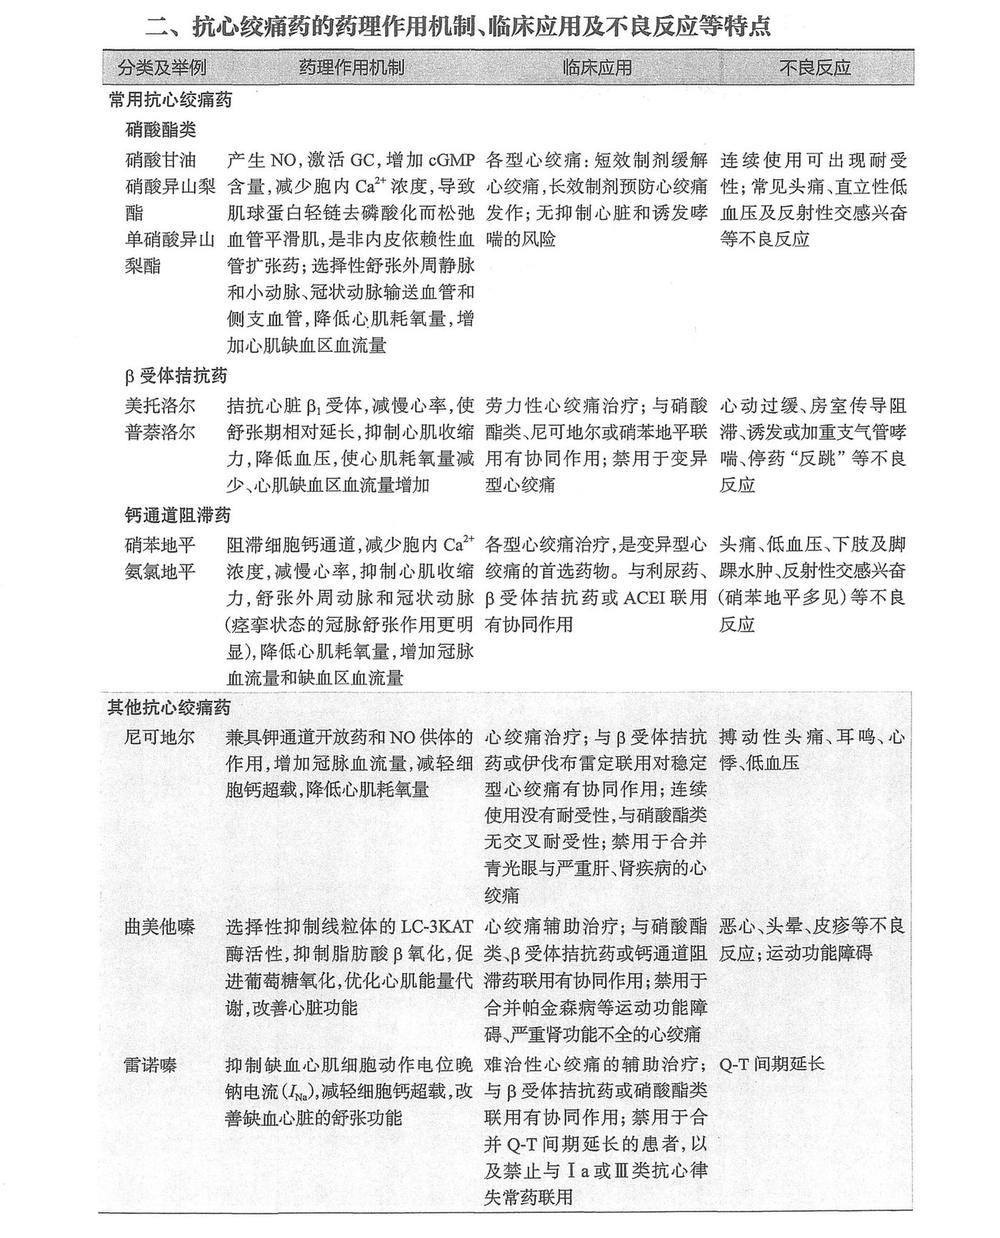 二、抗心绞痛药的药理作用机制、临床应用及不良反应等特点
分类及举例 药理作用机制 临床应用 不良反应
常用抗心绞痛药
硝酸酯类
硝酸甘油 产生 NO，激活 GC，增加 cGMP 各型心绞痛：短效制剂缓解 连续使用可出现耐受
硝酸异山梨 含量，减少胞内 Ca²⁺ 浓度，导致 心绞痛，长效制剂预防心绞痛 性；常见头痛、直立性低
酯 肌球蛋白轻链去磷酸化而松弛 发作；无抑制心脏和诱发哮 血压及反射性交感兴奋
单硝酸异山 血管平滑肌，是非内皮依赖性血 喘的风险 等不良反应
梨酯 管扩张药；选择性舒张外周静脉
和小动脉、冠状动脉输送血管和
侧支血管，降低心肌耗氧量，增
加心肌缺血区血流量
β 受体拮抗药
美托洛尔 拮抗心脏 β₁ 受体，减慢心率，使 劳力性心绞痛治疗；与硝酸 心动过缓、房室传导阻
普萘洛尔 舒张期相对延长，抑制心肌收缩 酯类、尼可地尔或硝苯地平联 滞、诱发或加重支气管哮
力，降低血压，使心肌耗氧量减 用有协同作用；禁用于变异 喘、停药“反跳”等不良
少、心肌缺血区血流量增加 型心绞痛 反应
钙通道阻滞药
硝苯地平 阻滞细胞钙通道，减少胞内 Ca²⁺ 各型心绞痛治疗，是变异型心 头痛、低血压、下肢及脚
氨氯地平 浓度，减慢心率，抑制心肌收缩 绞痛的首选药物。与利尿药、 踝水肿、反射性交感兴奋
力，舒张外周动脉和冠状动脉 β 受体拮抗药或 ACEI 联用 （硝苯地平多见）等不良
（痉挛状态的冠脉舒张作用更明 有协同作用 反应
显），降低心肌耗氧量，增加冠脉
血流量和缺血区血流量
其他抗心绞痛药
尼可地尔 兼具钾通道开放药和 NO 供体的 心绞痛治疗；与 β 受体拮抗 搏动性头痛、耳鸣、心
作用，增加冠脉血流量，减轻细 药或伊伐布雷定联用对稳定 悸、低血压
胞钙超载，降低心肌耗氧量 型心绞痛有协同作用；连续
使用没有耐受性，与硝酸酯类
无交叉耐受性；禁用于合并
青光眼与严重肝、肾疾病的心
绞痛
曲美他嗪 选择性抑制线粒体的 LC-3KAT 心绞痛辅助治疗；与硝酸酯 恶心、头晕、皮疹等不良
酶活性，抑制脂肪酸 β 氧化，促 类、β 受体拮抗药或钙通道阻 反应；运动功能障碍
进葡萄糖氧化，优化心肌能量代 滞药联用有协同作用；禁用于
谢，改善心脏功能 合并帕金森病等运动功能障
碍、严重肾功能不全的心绞痛
雷诺嗪 抑制缺血心肌细胞动作电位晚 难治性心绞痛的辅助治疗； Q-T 间期延长
钠电流（I_Na），减轻细胞钙超载，改 与 β 受体拮抗药或硝酸酯类
善缺血心脏的舒张功能 联用有协同作用；禁用于合
并 Q-T 间期延长的患者，以
及禁止与Ⅰa 或Ⅲ类抗心律
失常药联用